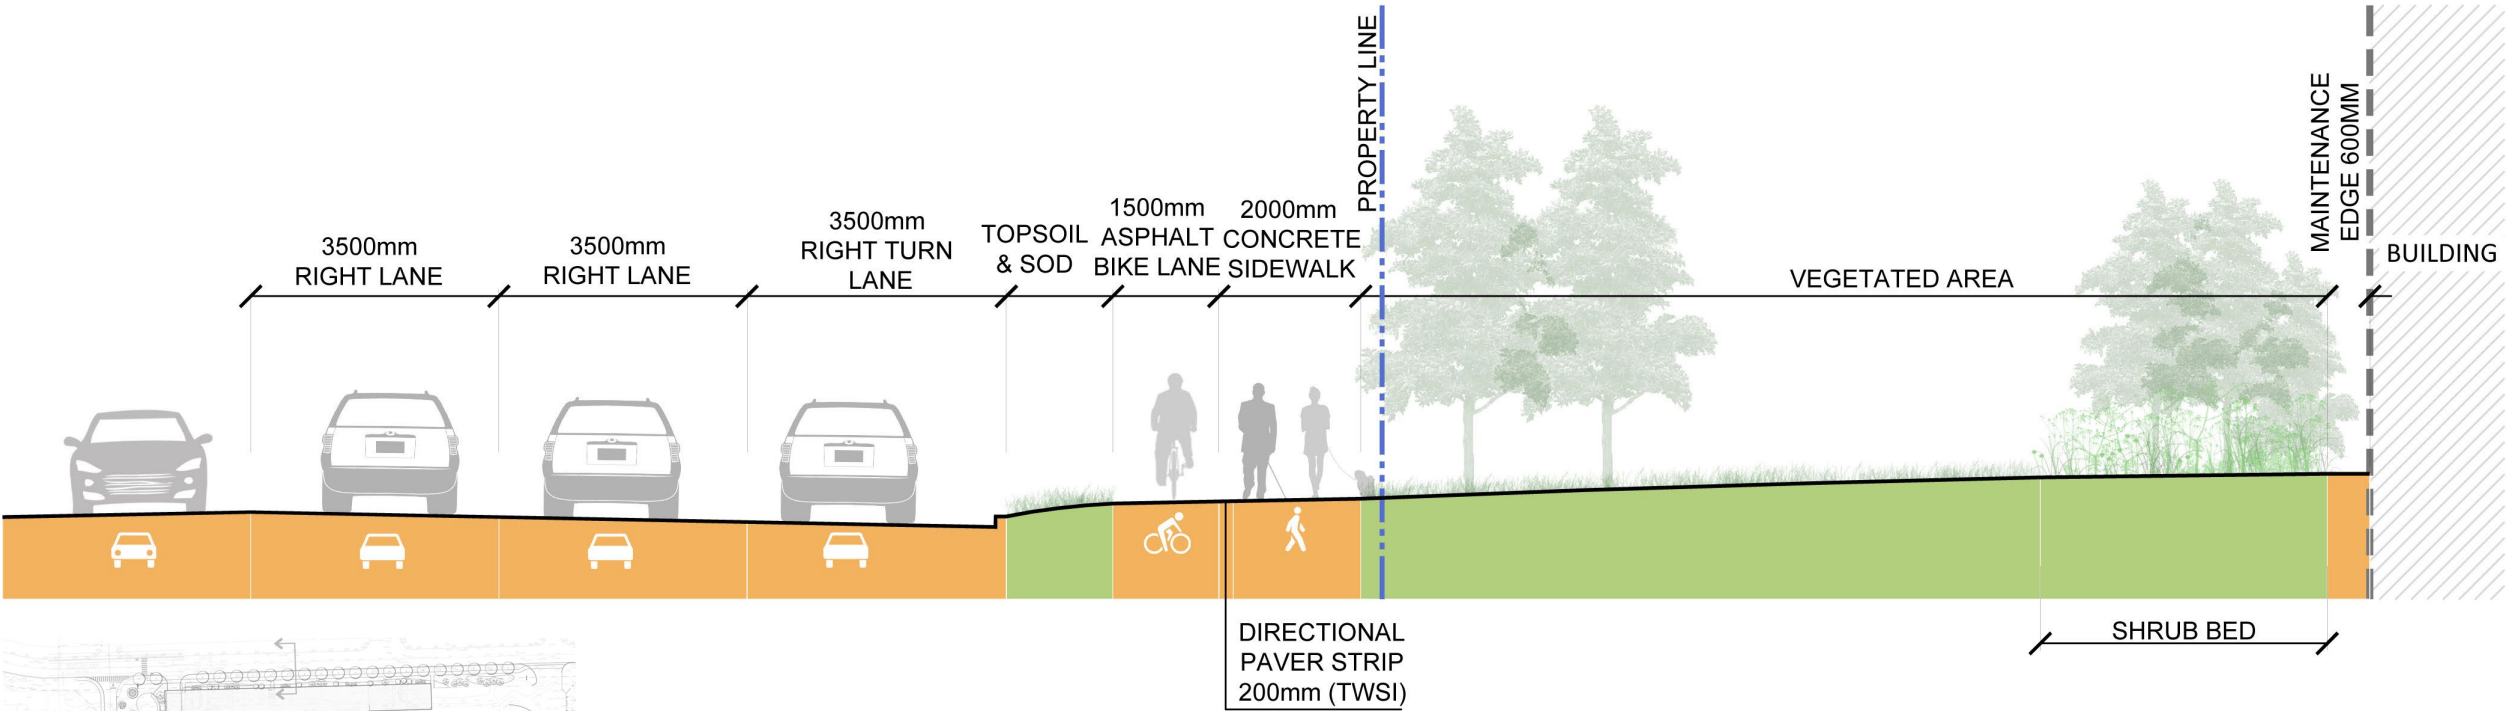 3500mm
RIGHT LANE
3500mm
RIGHT LANE
3500mm
RIGHT TURN
LANE
TOPSOIL
& SOD
1500mm
ASPHALT
BIKE LANE
2000mm
CONCRETE
SIDEWALK
PROPERTY LINE
VEGETATED AREA
MAINTENANCE
EDGE 600MM
BUILDING
DIRECTIONAL
PAVER STRIP
200mm (TWSI)
SHRUB BED